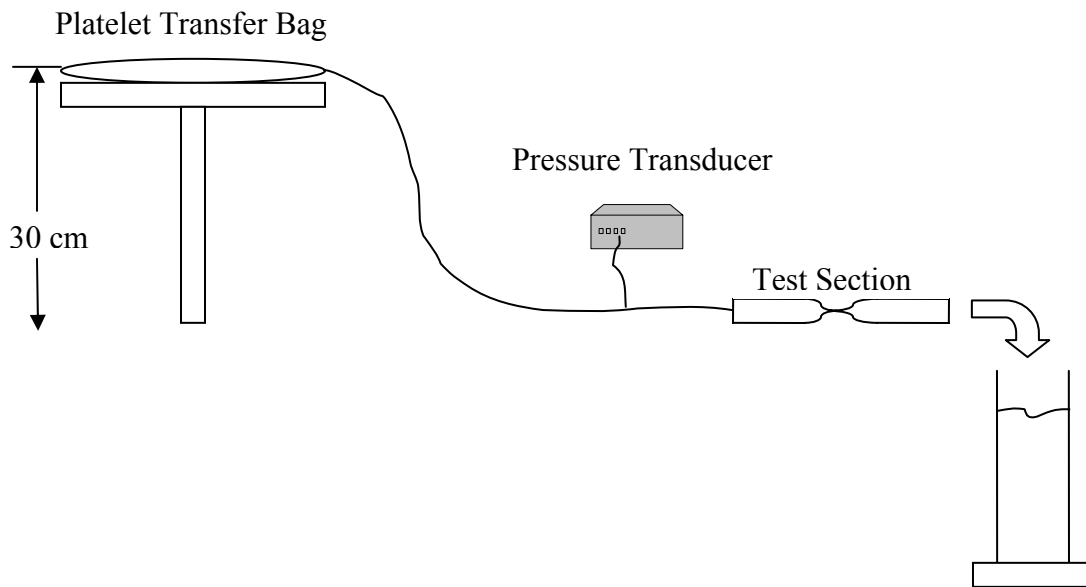 Platelet Transfer Bag
Pressure Transducer
30 cm
Test Section